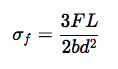 σ_f = 3FL / 2bd²